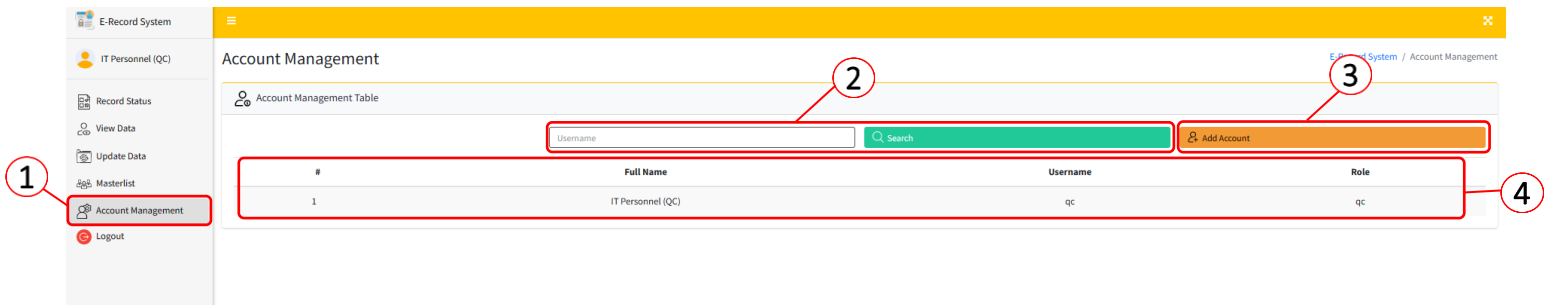 E-Record System
IT Personnel (QC)
Account Management
E-Record System / Account Management
2
3
Record Status
Account Management Table
View Data
Username
Search
Add Account
Update Data
1
Masterlist
# Full Name Username Role
4
Account Management
1 IT Personnel (QC) qc qc
Logout